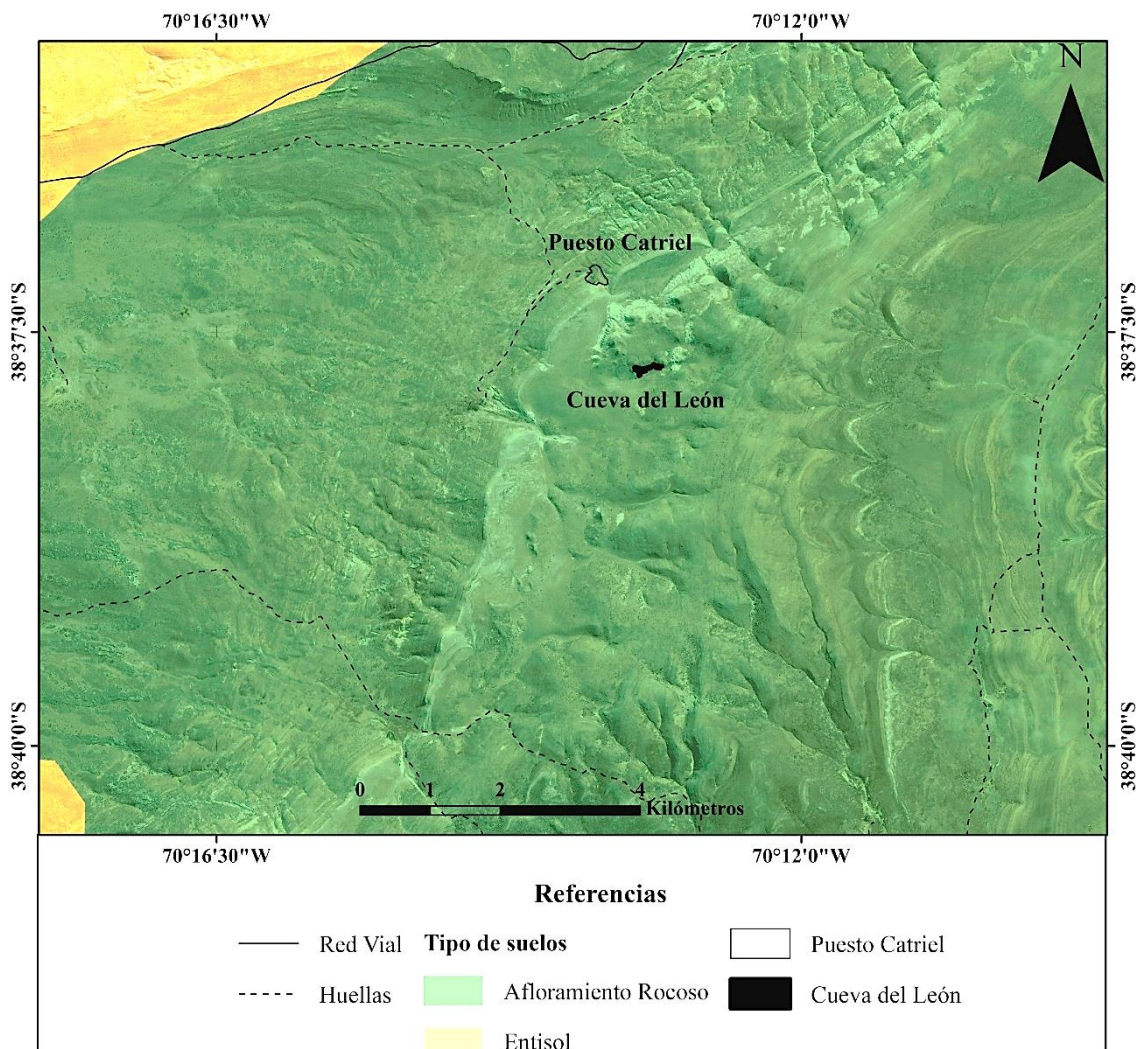 70°16'30"W 70°12'0"W
N
Puesto Catriel
38°37'30"S 38°37'30"S
Cueva del León
38°40'0"S 38°40'0"S
0 1 2 4
Kilómetros
70°16'30"W 70°12'0"W
Referencias
Red Vial Tipo de suelos Puesto Catriel
Huellas Afloramiento Rocoso Cueva del León
Entisol